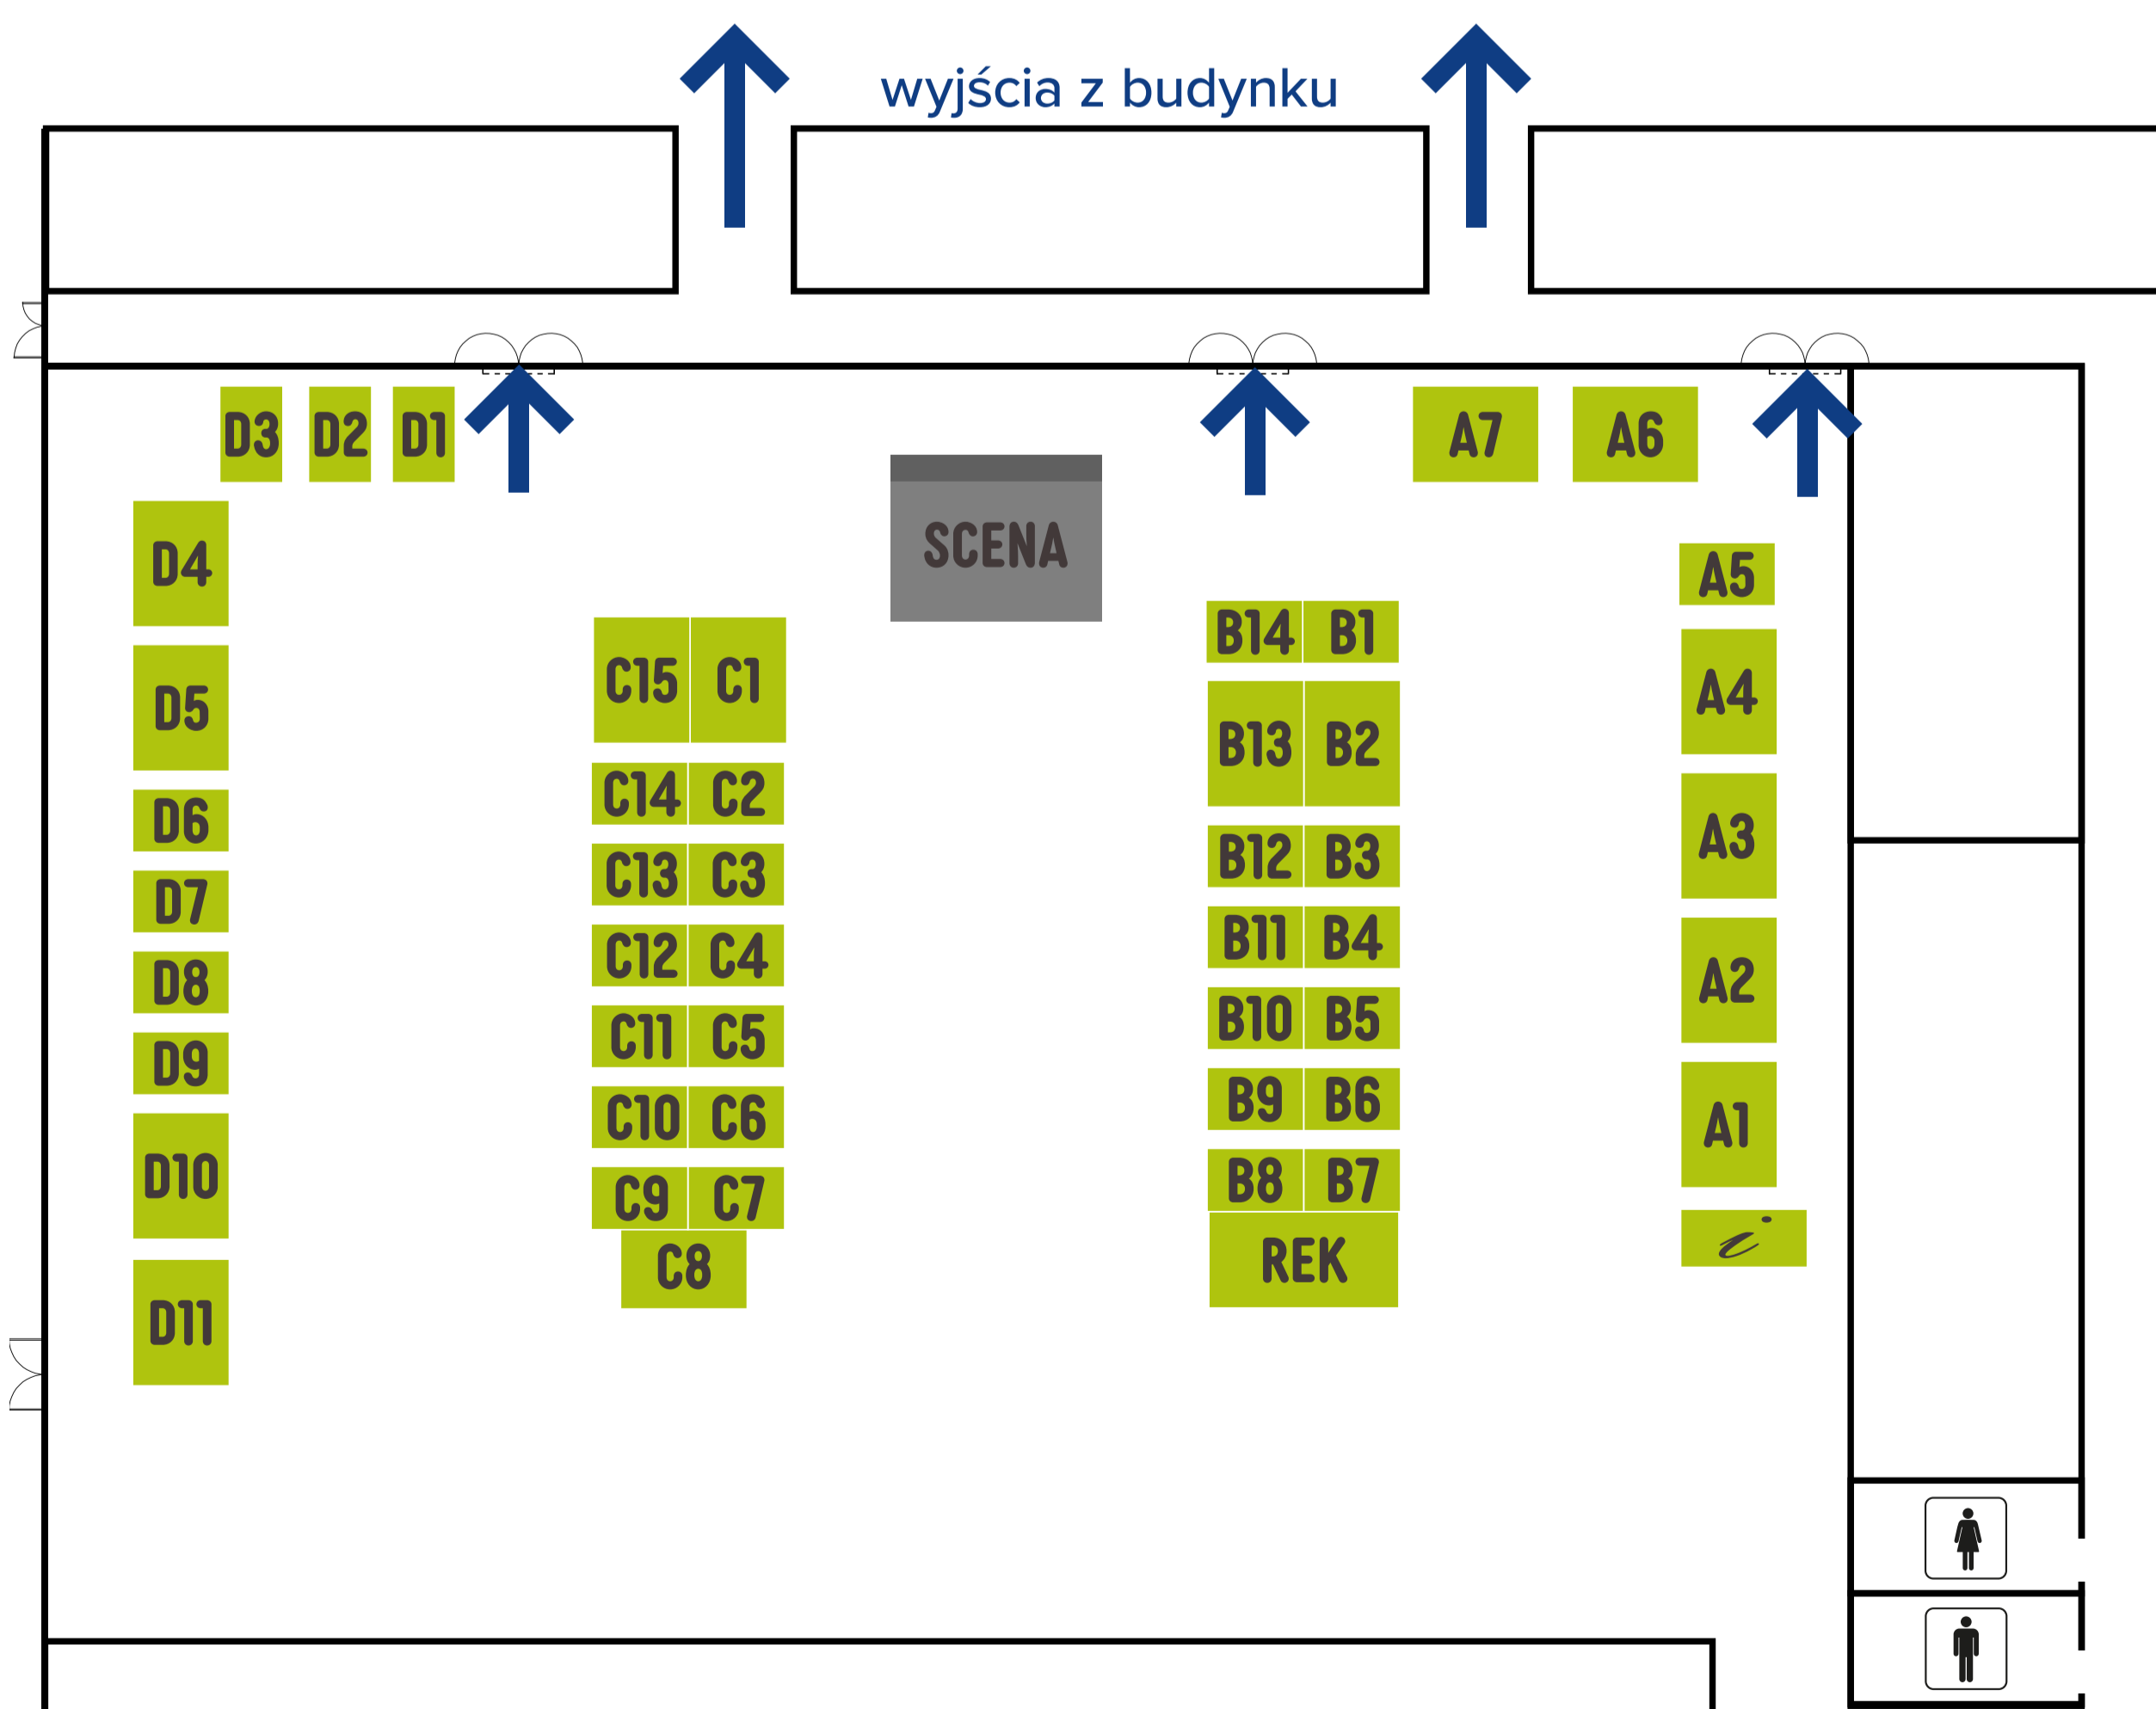 wyjścia z budynku
D3 D2 D1
A7 A6
SCENA
D4
A5
B14 B1
C15 C1
D5
A4
B13 B2
C14 C2
D6
A3
B12 B3
C13 C3
D7
B11 B4
C12 C4
D8
A2
B10 B5
C11 C5
D9
B9 B6
C10 C6
A1
D10
B8 B7
C9 C7
i
REK
C8
D11